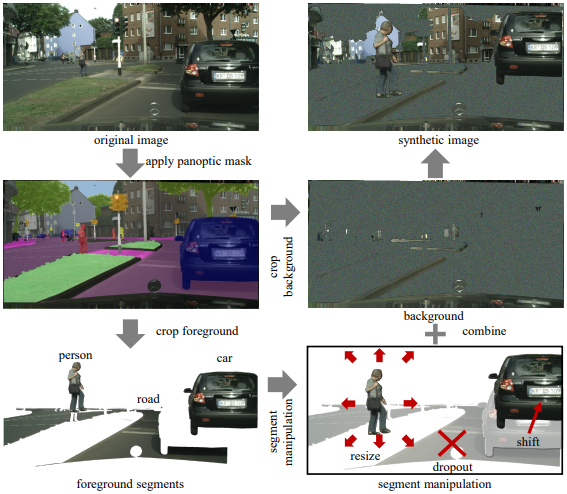 original image
synthetic image
apply panoptic mask
crop
background
background
crop foreground
combine
person
car
road
segment
manipulation
resize
shift
dropout
foreground segments
segment manipulation